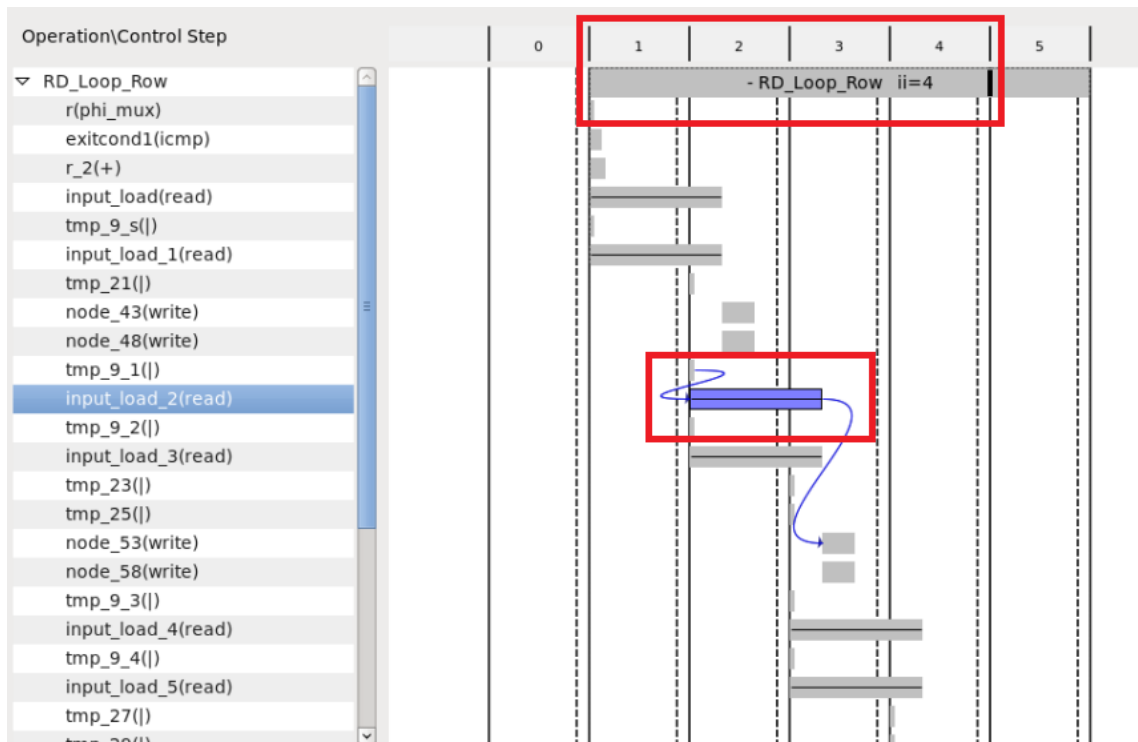 Operation\Control Step
0 1 2 3 4 5
RD_Loop_Row
- RD_Loop_Row ii=4
r(phi_mux)
exitcond1(icmp)
r_2(+)
input_load(read)
tmp_9_s(|)
input_load_1(read)
tmp_21(|)
node_43(write)
node_48(write)
tmp_9_1(|)
input_load_2(read)
tmp_9_2(|)
input_load_3(read)
tmp_23(|)
tmp_25(|)
node_53(write)
node_58(write)
tmp_9_3(|)
input_load_4(read)
tmp_9_4(|)
input_load_5(read)
tmp_27(|)